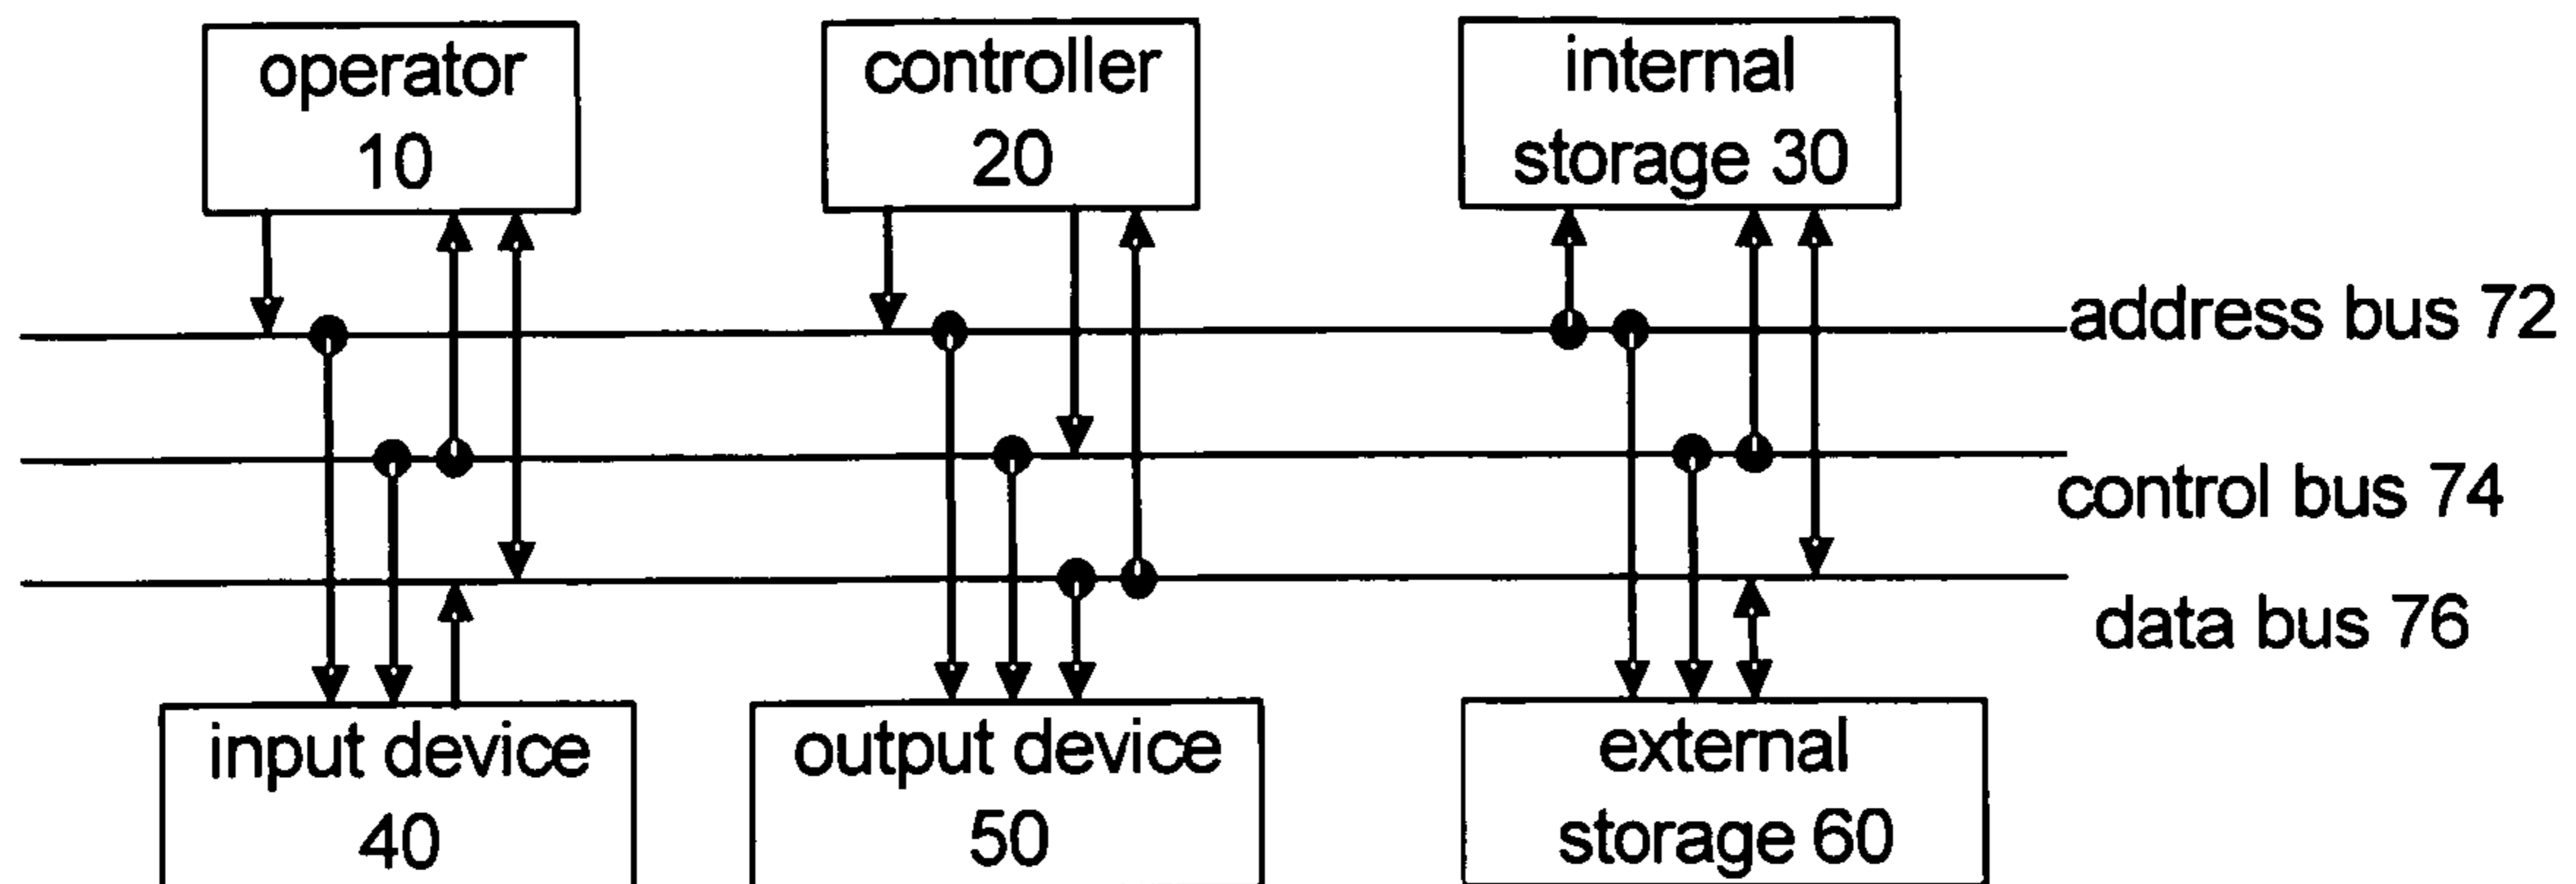 operator
10
controller
20
internal
storage 30
address bus 72
control bus 74
data bus 76
input device
40
output device
50
external
storage 60